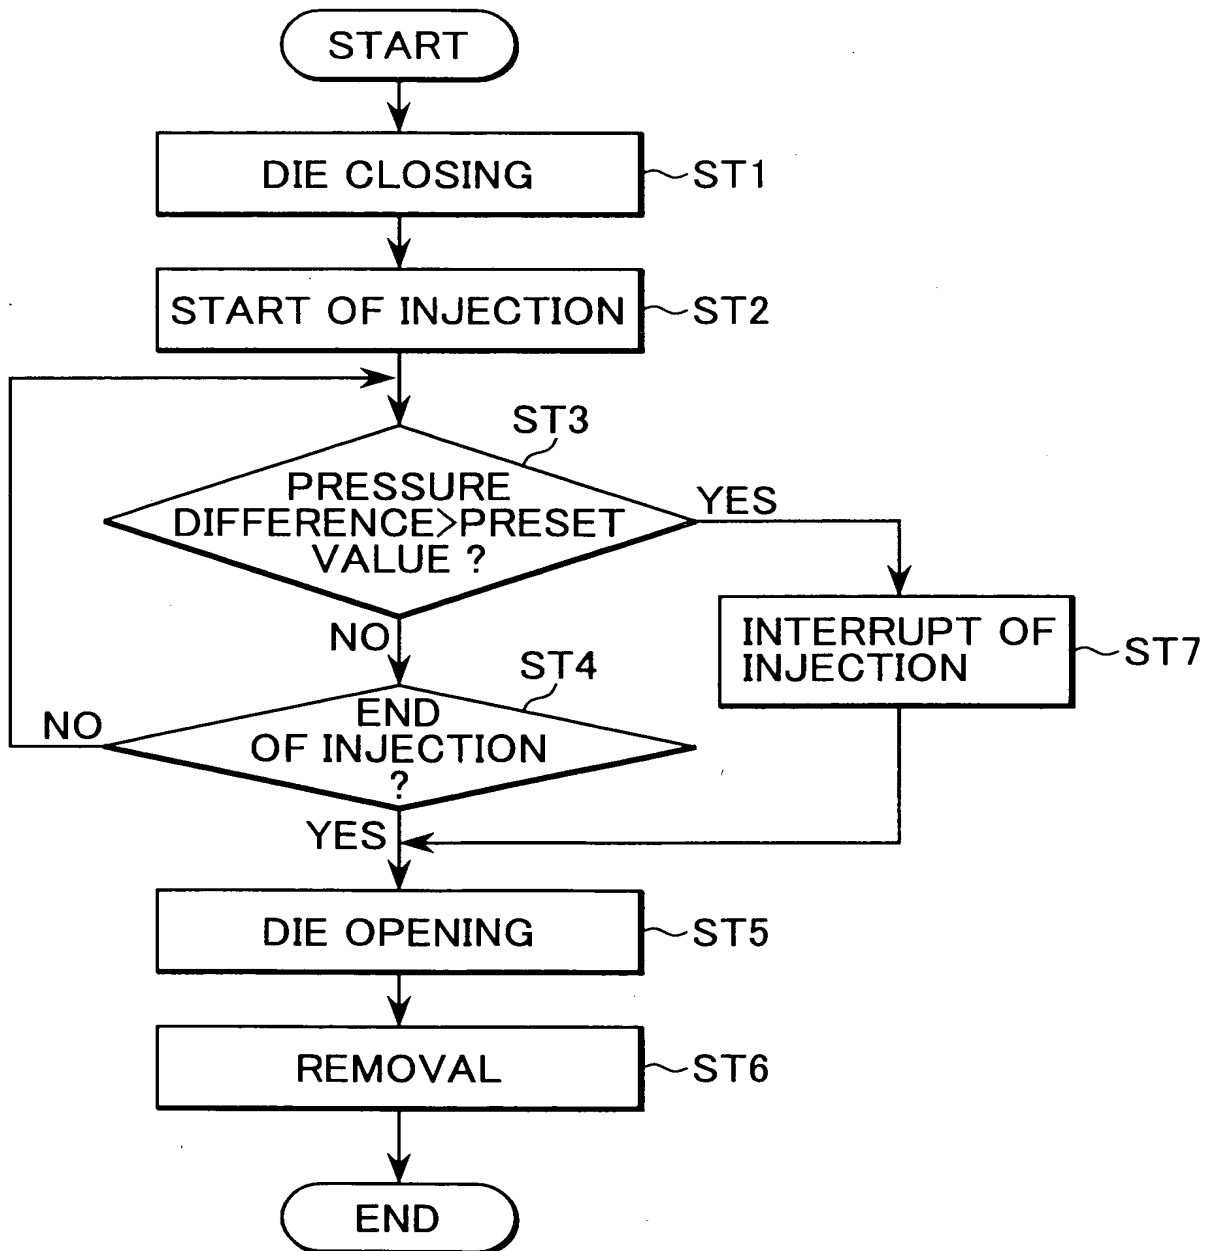 START
DIE CLOSING
ST1
START OF INJECTION
ST2
ST3
PRESSURE
DIFFERENCE>PRESET
VALUE ?
YES
NO
INTERRUPT OF
INJECTION
ST7
ST4
END
OF INJECTION
?
NO
YES
DIE OPENING
ST5
REMOVAL
ST6
END